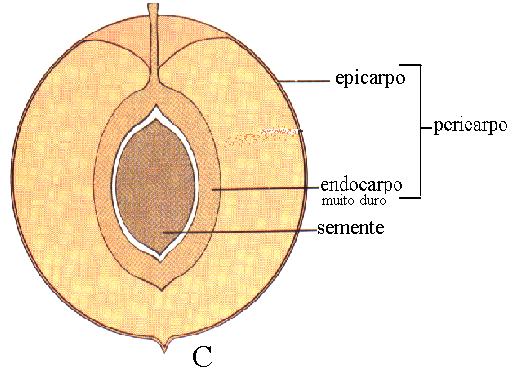 epicarpo
pericarpo
endocarpo
muito duro
semente
C